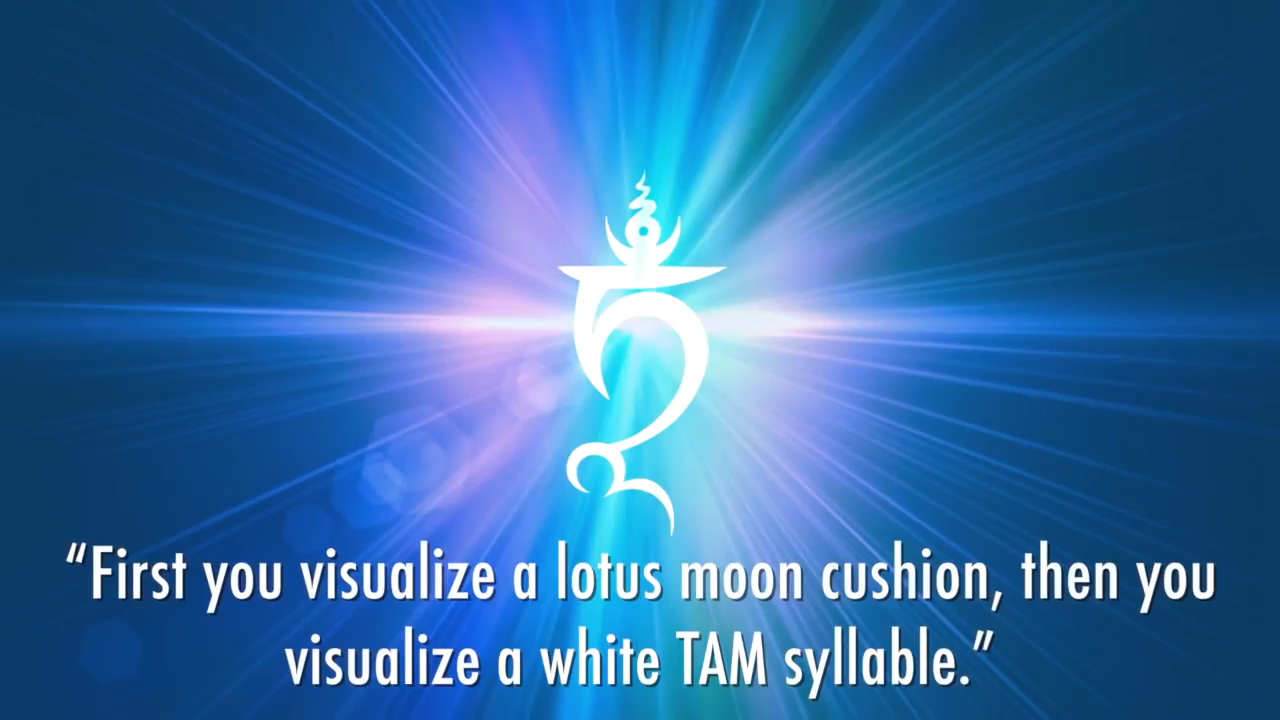 ཏཱཾ
“First you visualize a lotus moon cushion, then you
visualize a white TAM syllable.”